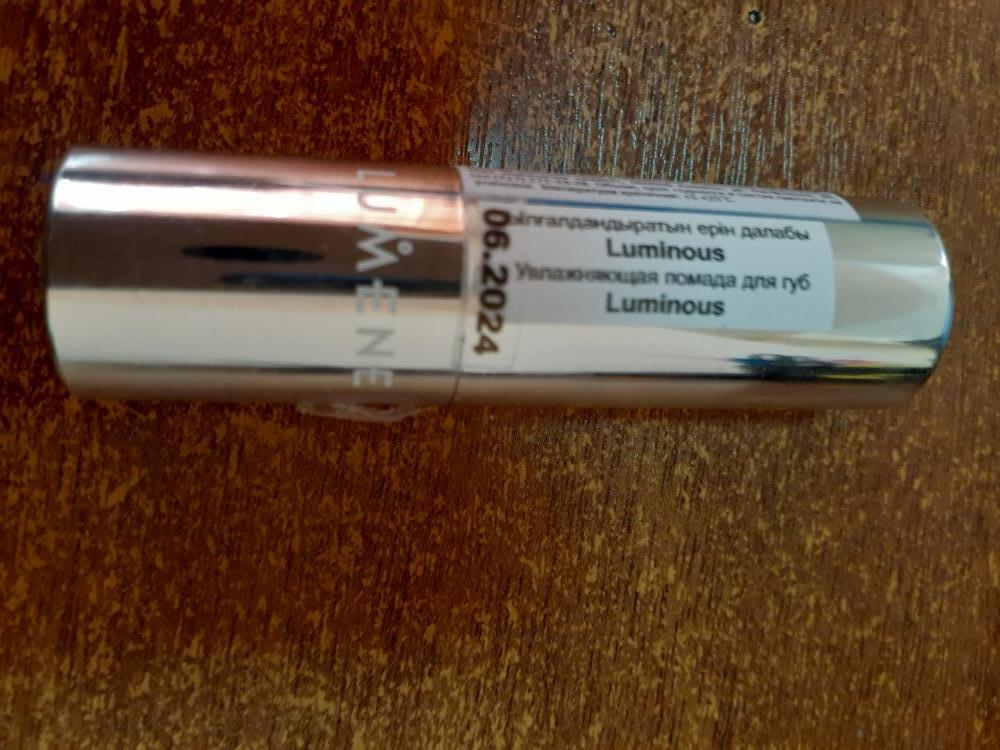 LUMENE
06.2024
ылғалдандыратын ерін далабы
Luminous
Увлажняющая помада для губ
Luminous